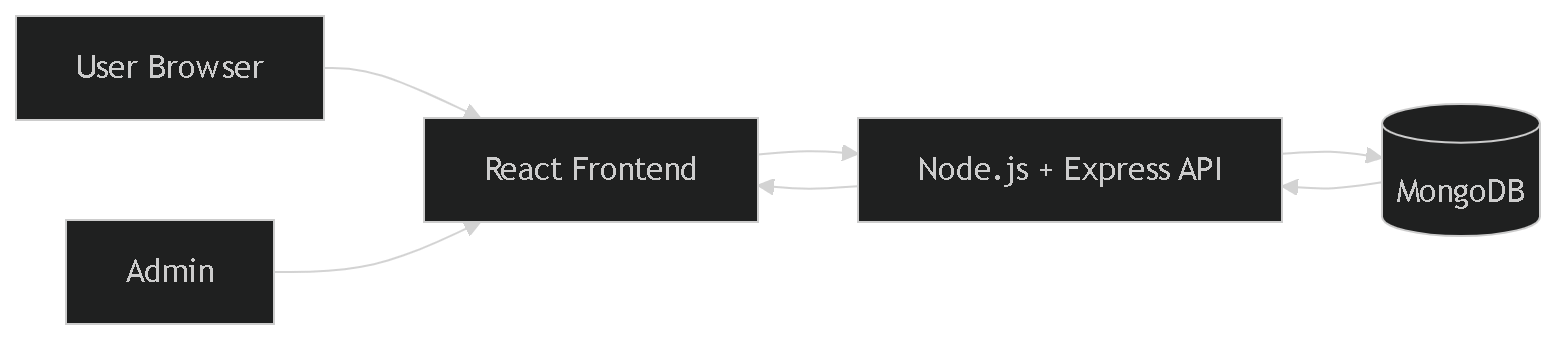 User Browser
Admin
React Frontend
Node.js + Express API
MongoDB